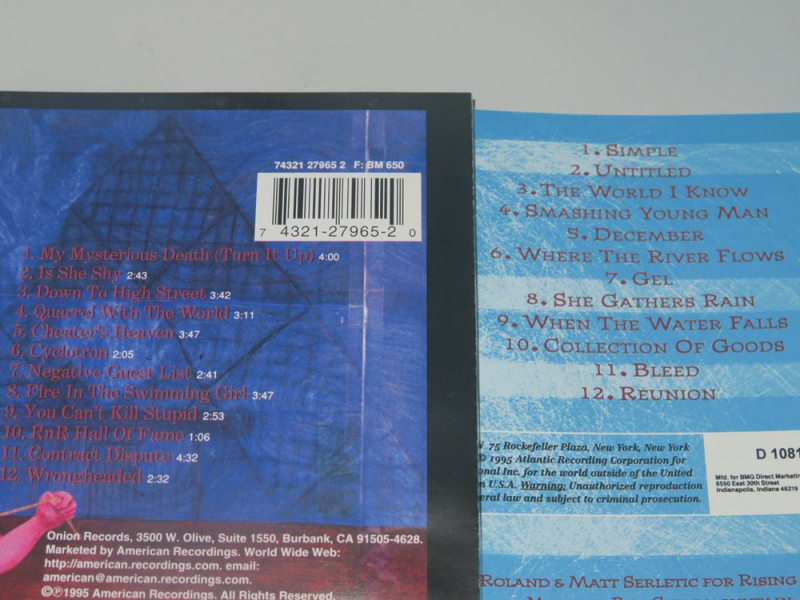 74321 27965 2 F: BM 650
7 4321-27965-2 0
1. My Mysterious Death (Turn It Up) 4:00
2. Is She Shy 2:43
3. Down To High Street 3:42
4. Quarrel With The World 3:11
5. Cheater's Heaven 3:47
6. Cyclotron 2:05
7. Negative Guest List 2:41
8. Fire In The Swimming Girl 3:47
9. You Can't Kill Stupid 2:53
10. RnR Hall Of Fame 1:06
11. Contract Dispute 4:32
12. Wrongheaded 2:32
Onion Records, 3500 W. Olive, Suite 1550, Burbank, CA 91505-4628.
Marketed by American Recordings. World Wide Web:
http://american.recordings.com. email:
american@american.recordings.com.
©℗1995 American Recordings. All Rights Reserved.
1. Simple
2. Untitled
3. The World I Know
4. Smashing Young Man
5. December
6. Where The River Flows
7. Gel
8. She Gathers Rain
9. When The Water Falls
10. Collection Of Goods
11. Bleed
12. Reunion
75 Rockefeller Plaza, New York, New York
℗ 1995 Atlantic Recording Corporation for
onal Inc. for the world outside of the United
n U.S.A. Warning: Unauthorized reproduction
eral law and subject to criminal prosecution.
D 1081
Mfd. for BMG Direct Marketin
6550 East 30th Street
Indianapolis, Indiana 46219
Roland & Matt Serletic for Rising